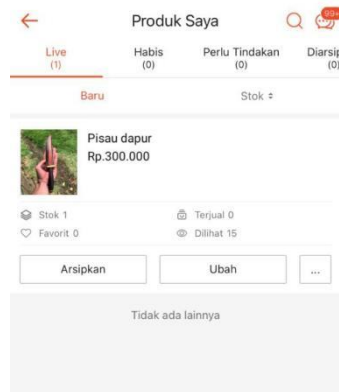 Produk Saya
99+
Live
(1)
Habis
(0)
Perlu Tindakan
(0)
Diarsip
(0)
Baru
Stok
Pisau dapur
Rp.300.000
Stok 1
Terjual 0
Favorit 0
Dilihat 15
Arsipkan
Ubah
...
Tidak ada lainnya